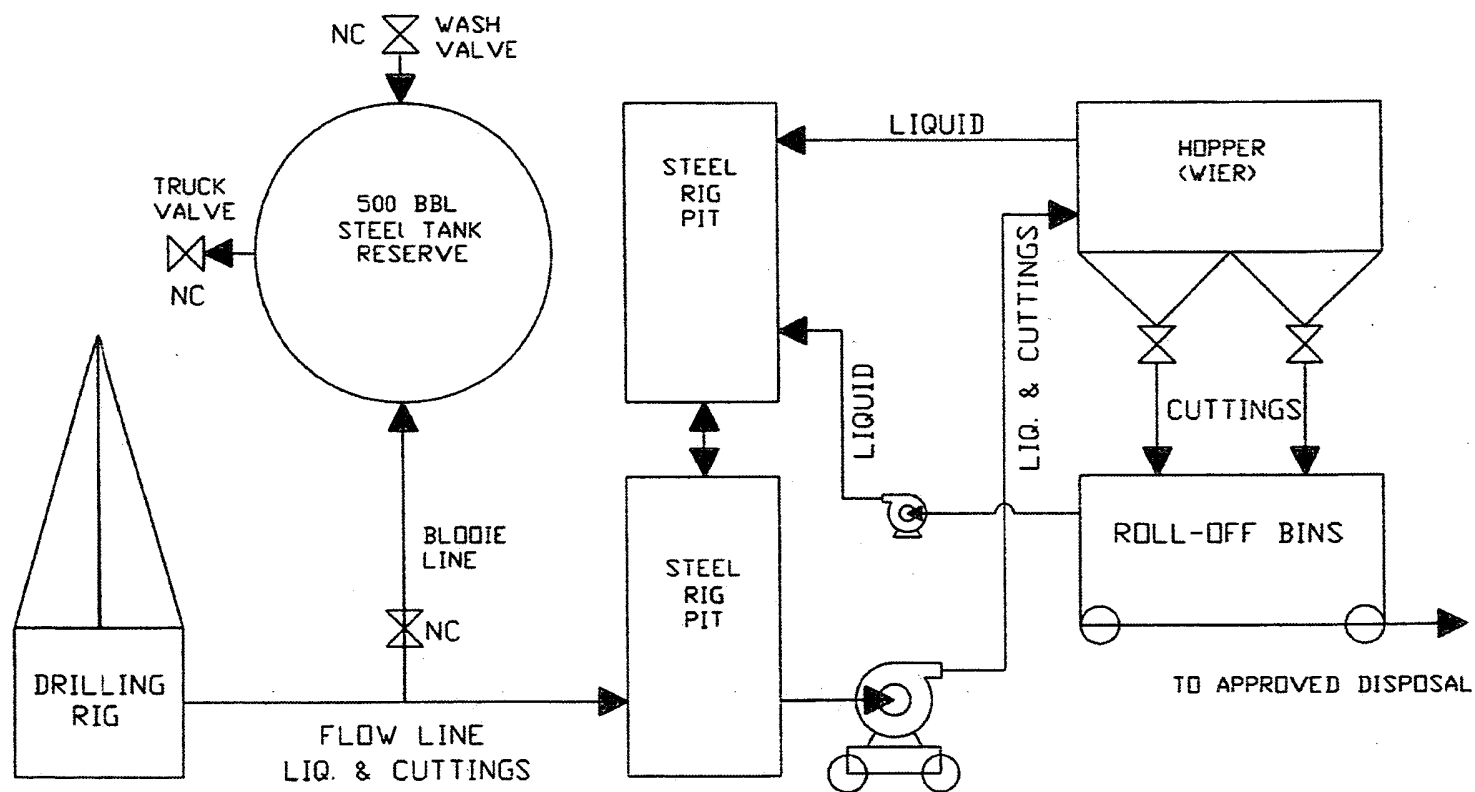 NC
WASH
VALVE
TRUCK
VALVE
NC
500 BBL
STEEL TANK
RESERVE
STEEL
RIG
PIT
LIQUID
HOPPER
(WIER)
LIQUID
LIQ. & CUTTINGS
CUTTINGS
BLOOIE
LINE
NC
STEEL
RIG
PIT
ROLL-OFF BINS
DRILLING
RIG
FLOW LINE
LIQ. & CUTTINGS
TO APPROVED DISPOSAL